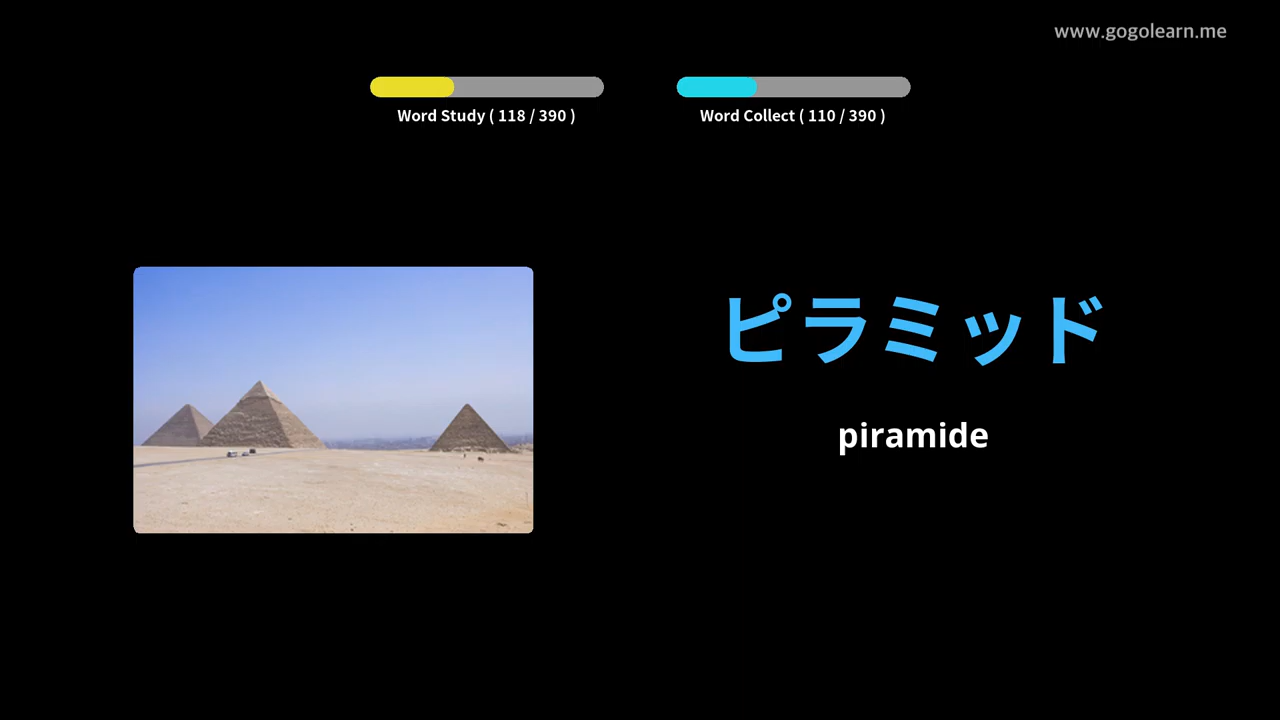 www.gogolearn.me
Word Study ( 118 / 390 )
Word Collect ( 110 / 390 )
ピラミッド
piramide